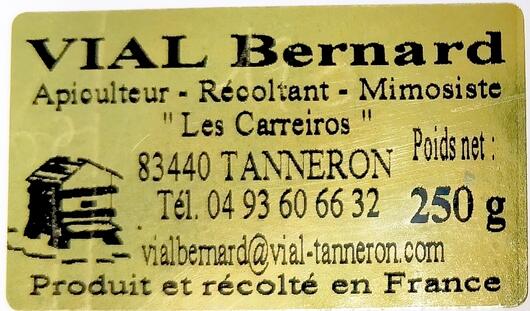 VIAL Bernard
Apiculteur - Récoltant - Mimosiste
" Les Carreiros "
83440 TANNERON
Poids net :
Tél. 04 93 60 66 32
250 g
vialbernard@vial-tanneron.com
Produit et récolté en France